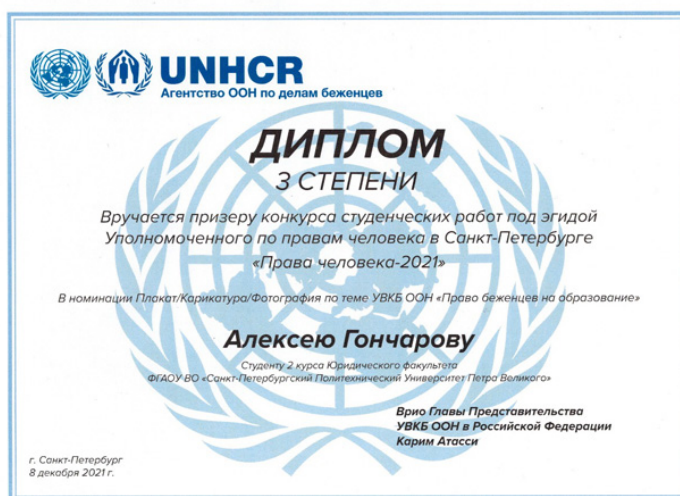 UNHCR
Агентство ООН по делам беженцев
ДИПЛОМ
3 СТЕПЕНИ
Вручается призеру конкурса студенческих работ под эгидой
Уполномоченного по правам человека в Санкт-Петербурге
«Права человека-2021»
В номинации Плакат/Карикатура/Фотография по теме УВКБ ООН «Право беженцев на образование»
Алексею Гончарову
Студенту 2 курса Юридического факультета
ФГАОУ ВО «Санкт-Петербургский Политехнический Университет Петра Великого»
Врио Главы Представительства
УВКБ ООН в Российской Федерации
Карим Атасси
г. Санкт-Петербург
8 декабря 2021 г.